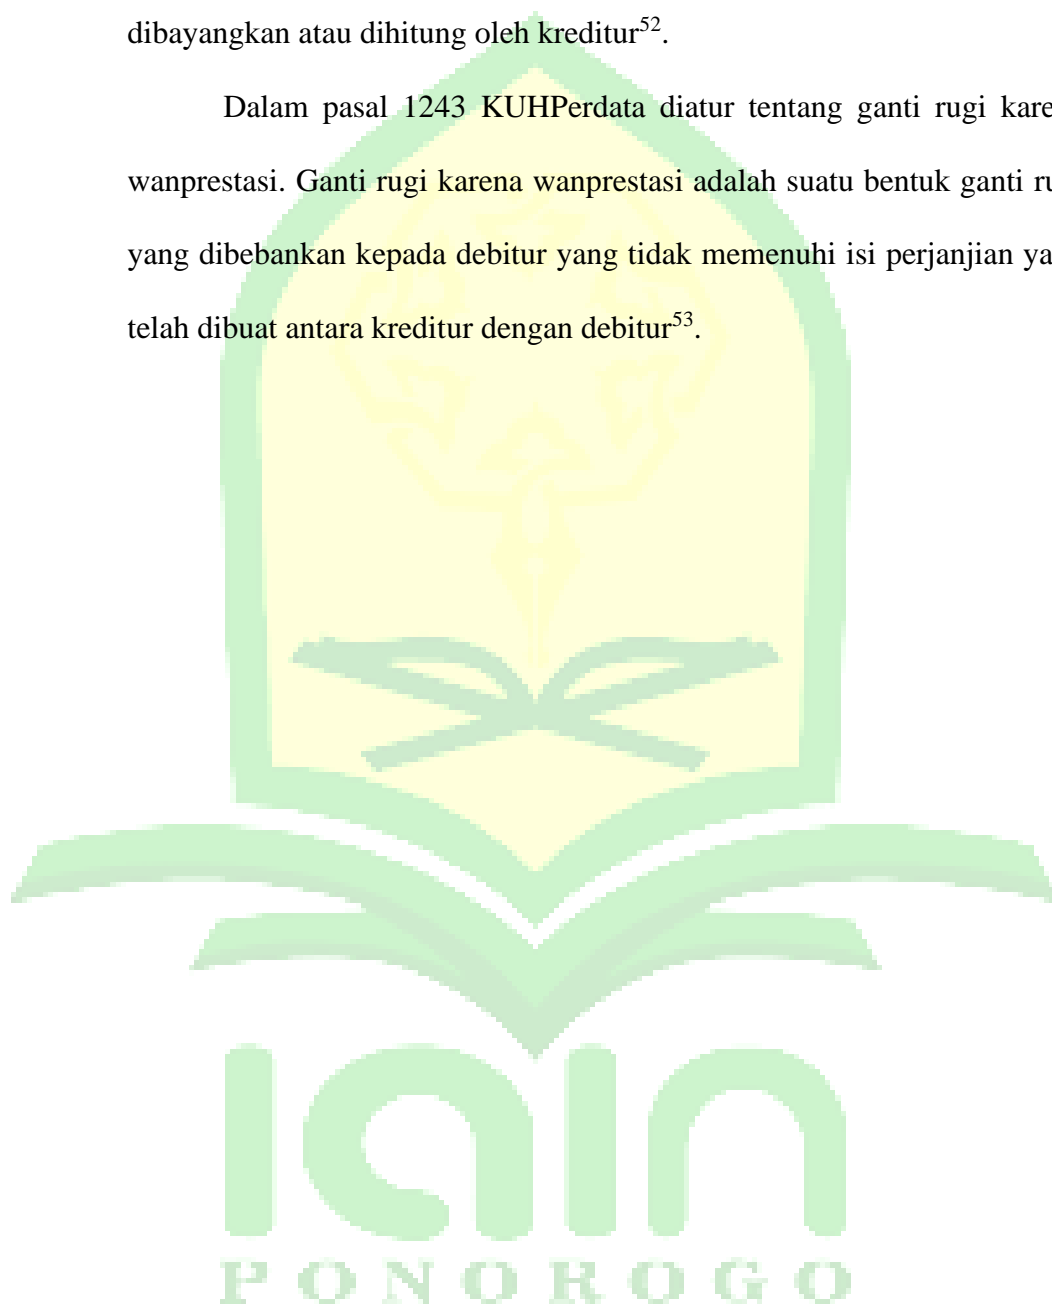 dibayangkan atau dihitung oleh kreditur52.
Dalam pasal 1243 KUHPerdata diatur tentang ganti rugi kare
wanprestasi. Ganti rugi karena wanprestasi adalah suatu bentuk ganti ru
yang dibebankan kepada debitur yang tidak memenuhi isi perjanjian ya
telah dibuat antara kreditur dengan debitur53.
iain
PONOROGO